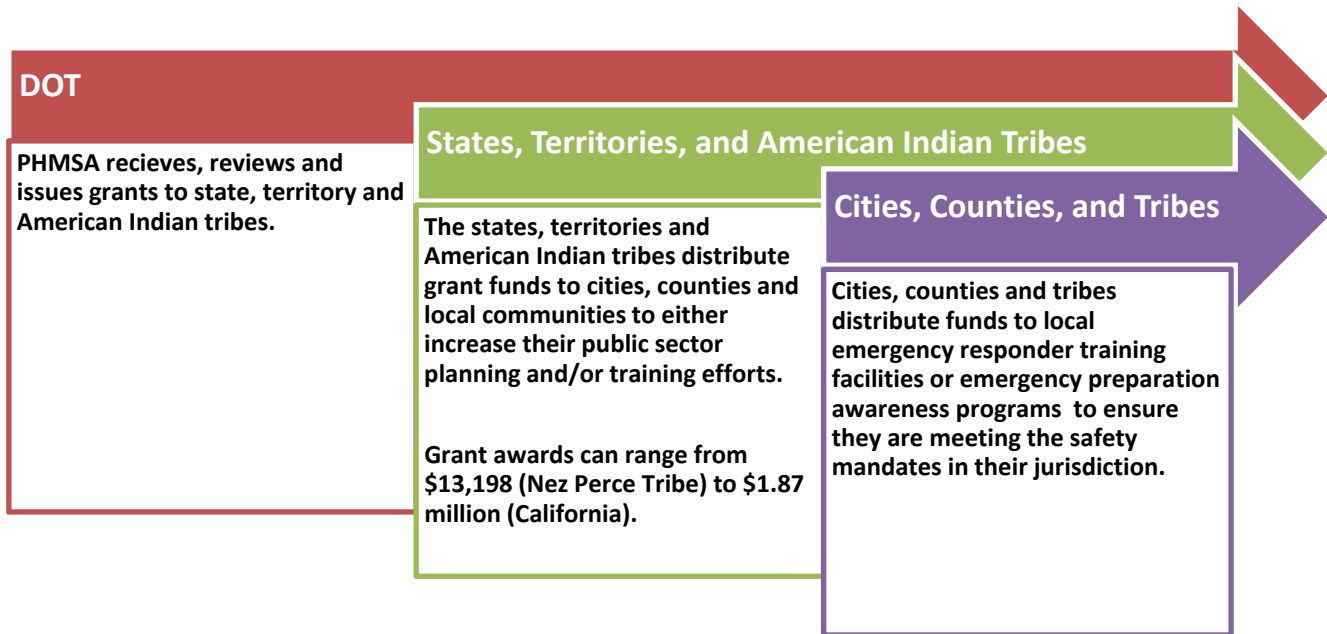 DOT
PHMSA recieves, reviews and
issues grants to state, territory and
American Indian tribes.
States, Territories, and American Indian Tribes
The states, territories and
American Indian tribes distribute
grant funds to cities, counties and
local communities to either
increase their public sector
planning and/or training efforts.
Grant awards can range from
$13,198 (Nez Perce Tribe) to $1.87
million (California).
Cities, Counties, and Tribes
Cities, counties and tribes
distribute funds to local
emergency responder training
facilities or emergency preparation
awareness programs  to ensure
they are meeting the safety
mandates in their jurisdiction.